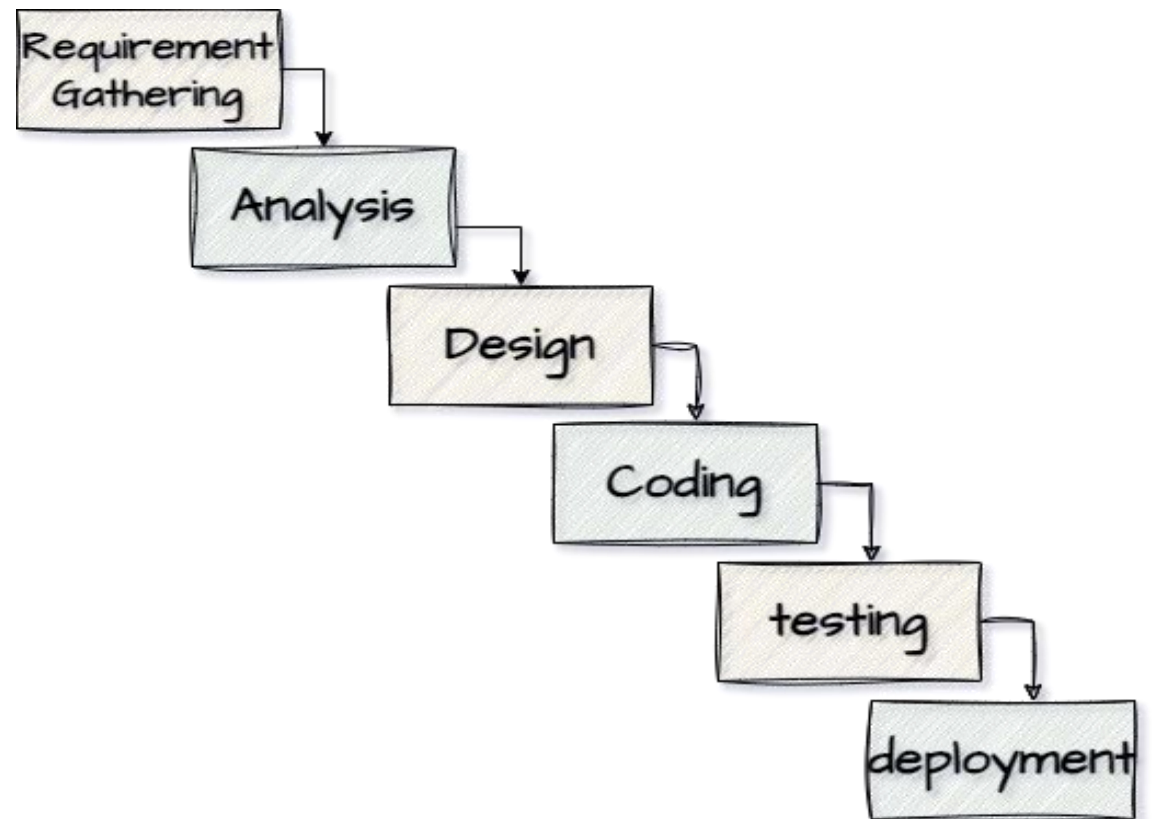 Requirement
Gathering
Analysis
Design
Coding
testing
deployment